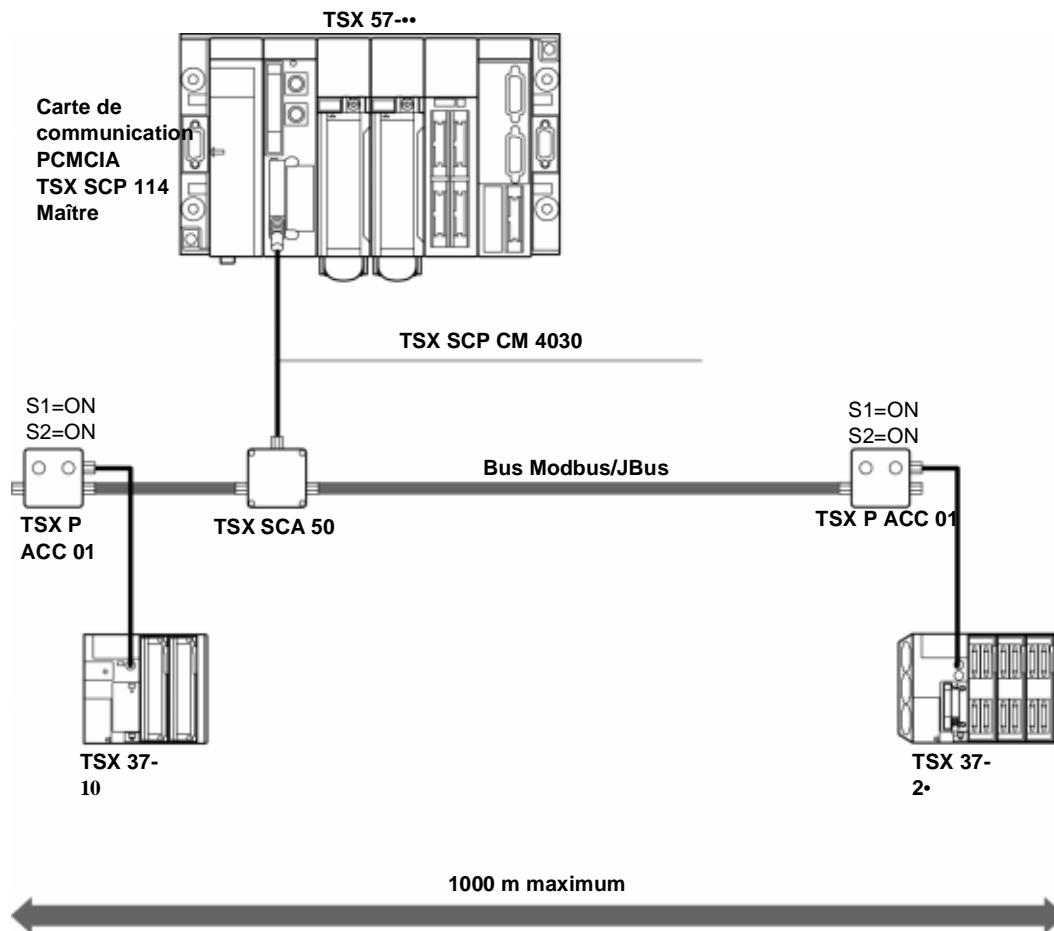 TSX 57-••
Carte de
communication
PCMCIA
TSX SCP 114
Maître
TSX SCP CM 4030
S1=ON
S2=ON
S1=ON
S2=ON
Bus Modbus/JBus
TSX P
ACC 01
TSX SCA 50
TSX P ACC 01
TSX 37-
10
TSX 37-
2•
1000 m maximum